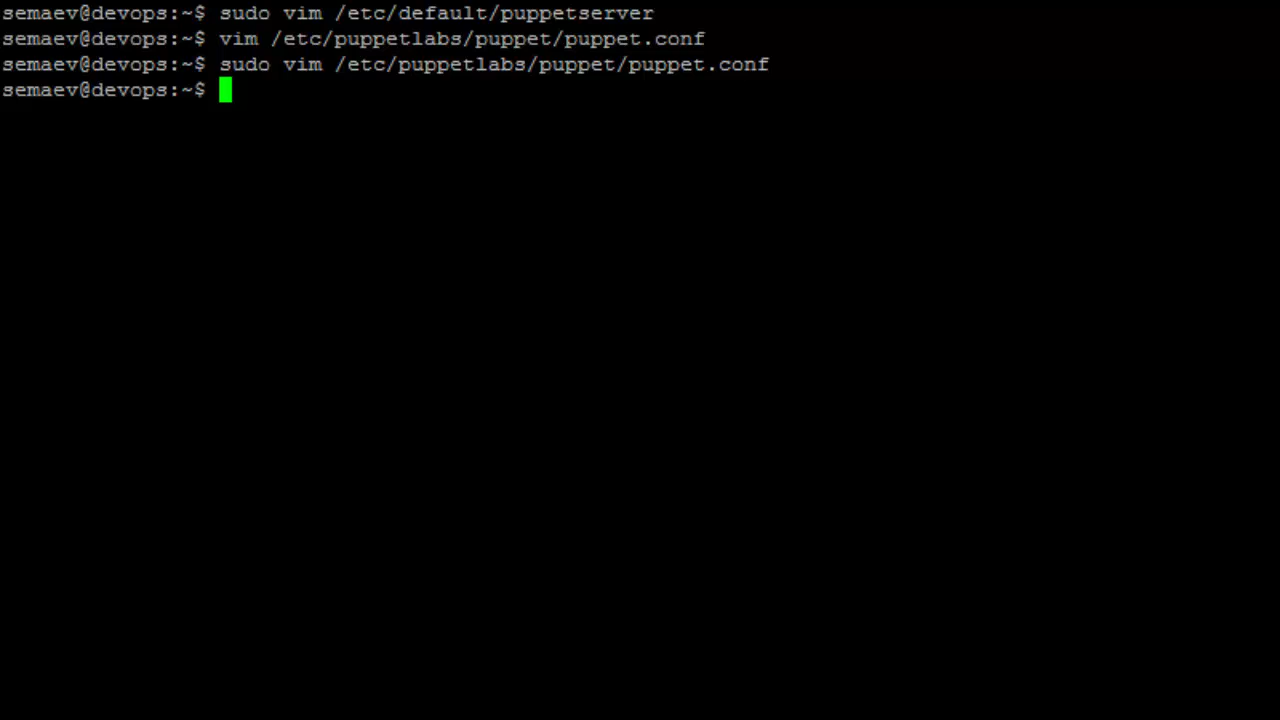 semaev@devops:~$ sudo vim /etc/default/puppetserver
semaev@devops:~$ vim /etc/puppetlabs/puppet/puppet.conf
semaev@devops:~$ sudo vim /etc/puppetlabs/puppet/puppet.conf
semaev@devops:~$